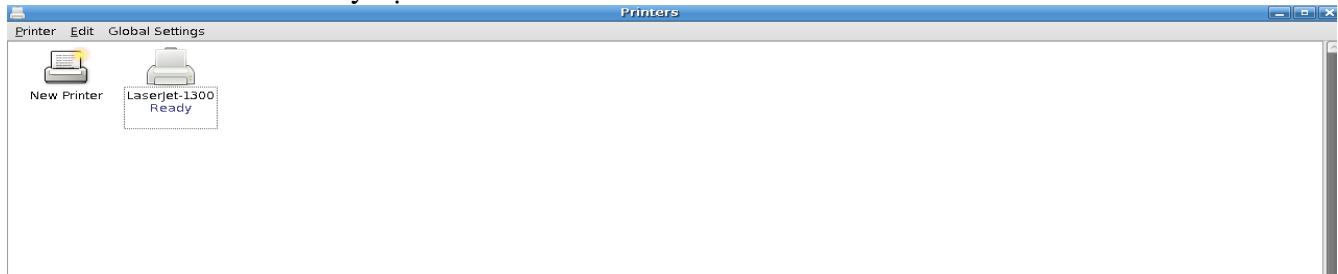 Printers
Printer Edit Global Settings
New Printer
LaserJet-1300
Ready